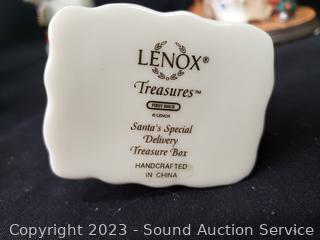 LENOX®
Treasures™
FIRST ISSUE
© LENOX
Santa's Special
Delivery
Treasure Box
HANDCRAFTED
IN CHINA
Copyright 2023 - Sound Auction Service